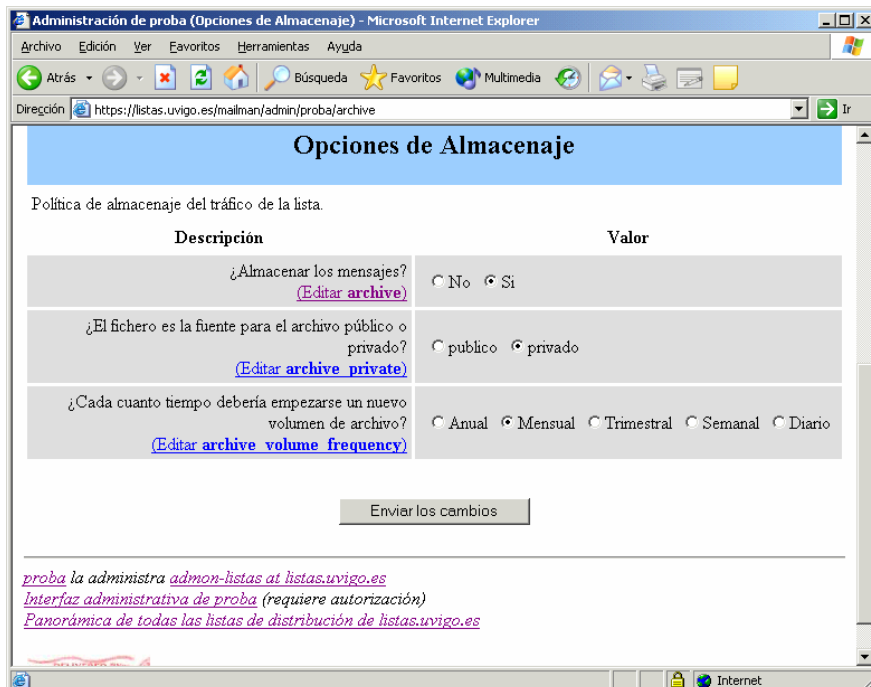 Administración de proba (Opciones de Almacenaje) - Microsoft Internet Explorer
Archivo Edición Ver Favoritos Herramientas Ayuda
Atrás Búsqueda Favoritos Multimedia
Dirección https://listas.uvigo.es/mailman/admin/proba/archive Ir
Opciones de Almacenaje
Política de almacenaje del tráfico de la lista.
Descripción Valor
¿Almacenar los mensajes?
(Editar archive)
No Si
¿El fichero es la fuente para el archivo público o
privado?
(Editar archive_private)
publico privado
¿Cada cuanto tiempo debería empezarse un nuevo
volumen de archivo?
(Editar archive_volume_frequency)
Anual Mensual Trimestral Semanal Diario
Enviar los cambios
proba la administra admon-listas at listas.uvigo.es
Interfaz administrativa de proba (requiere autorización)
Panorámica de todas las listas de distribución de listas.uvigo.es
Internet